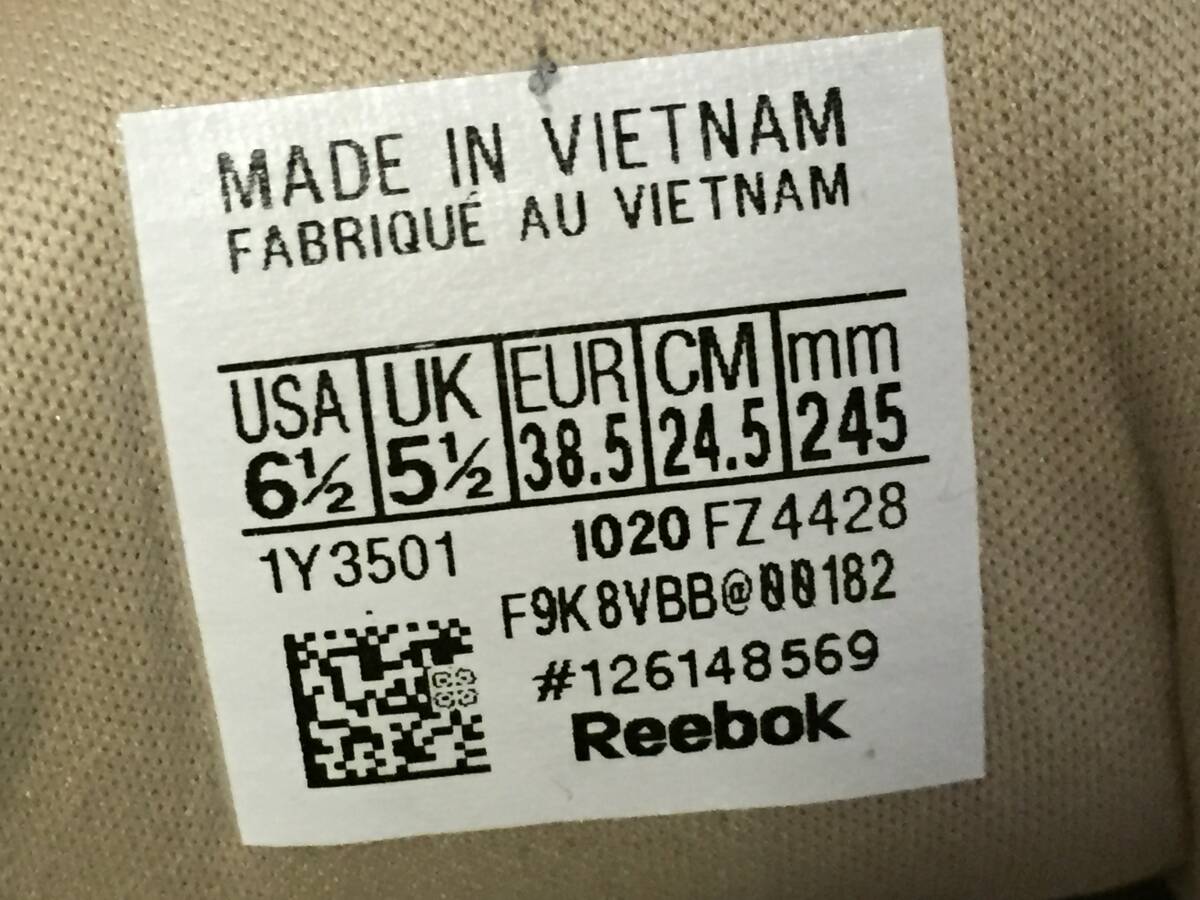 MADE IN VIETNAM
FABRIQUÉ AU VIETNAM
USA UK EUR CM mm
6½ 5½ 38.5 24.5 245
1Y3501 1020 FZ4428
F9K8VBB@00182
#126148569
Reebok